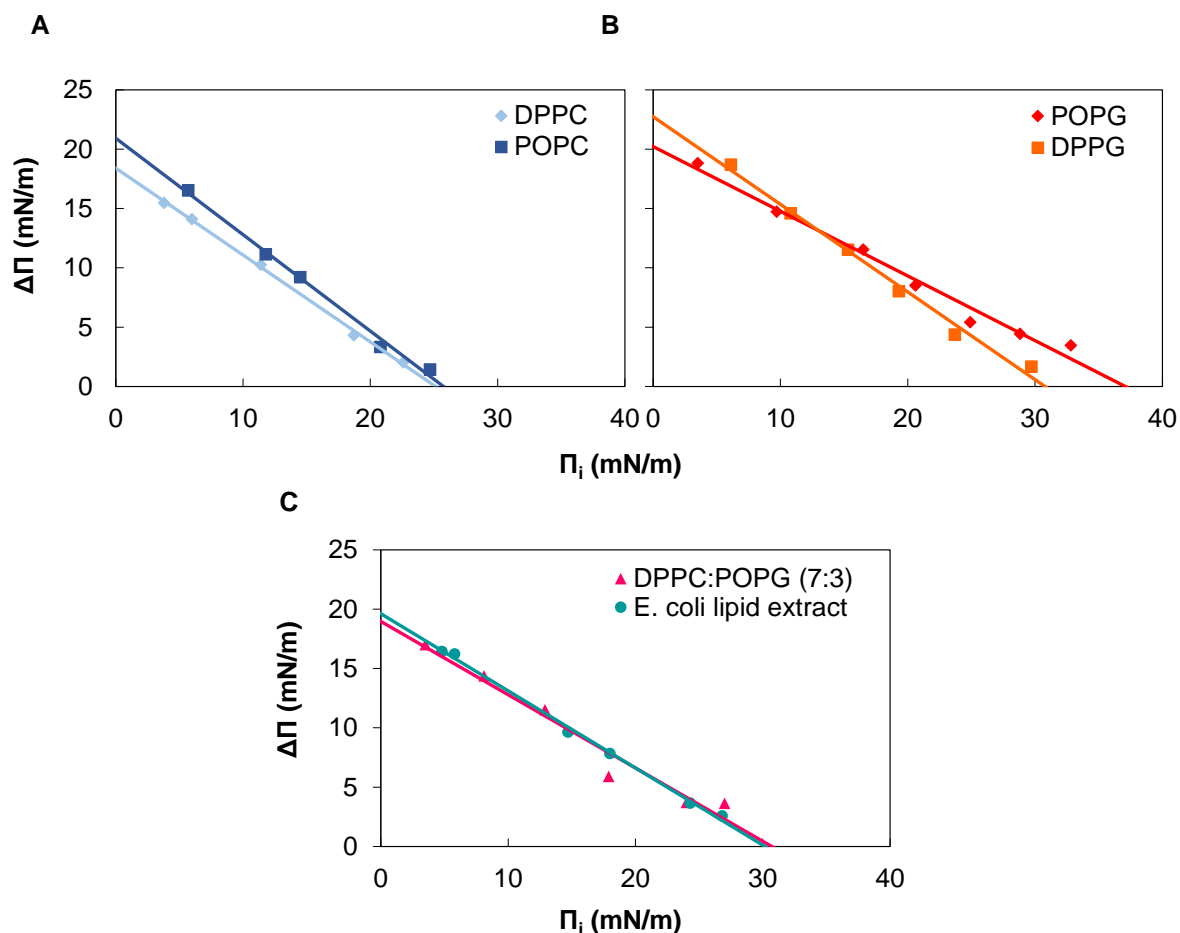 A
B
25
20
15
10
5
0
ΔΠ (mN/m)
DPPC
POPC
0 10 20 30 40
POPG
DPPG
0 10 20 30 40
Πi (mN/m)
C
25
20
15
10
5
0
ΔΠ (mN/m)
DPPC:POPG (7:3)
E. coli lipid extract
0 10 20 30 40
Πi (mN/m)